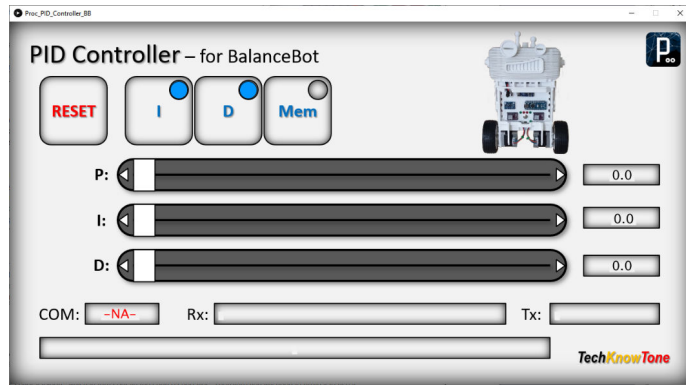 Proc_PID_Controller_BB
PID Controller – for BalanceBot
RESET
I
D
Mem
P: 0.0
I: 0.0
D: 0.0
COM: –NA– Rx: Tx:
TechKnowTone